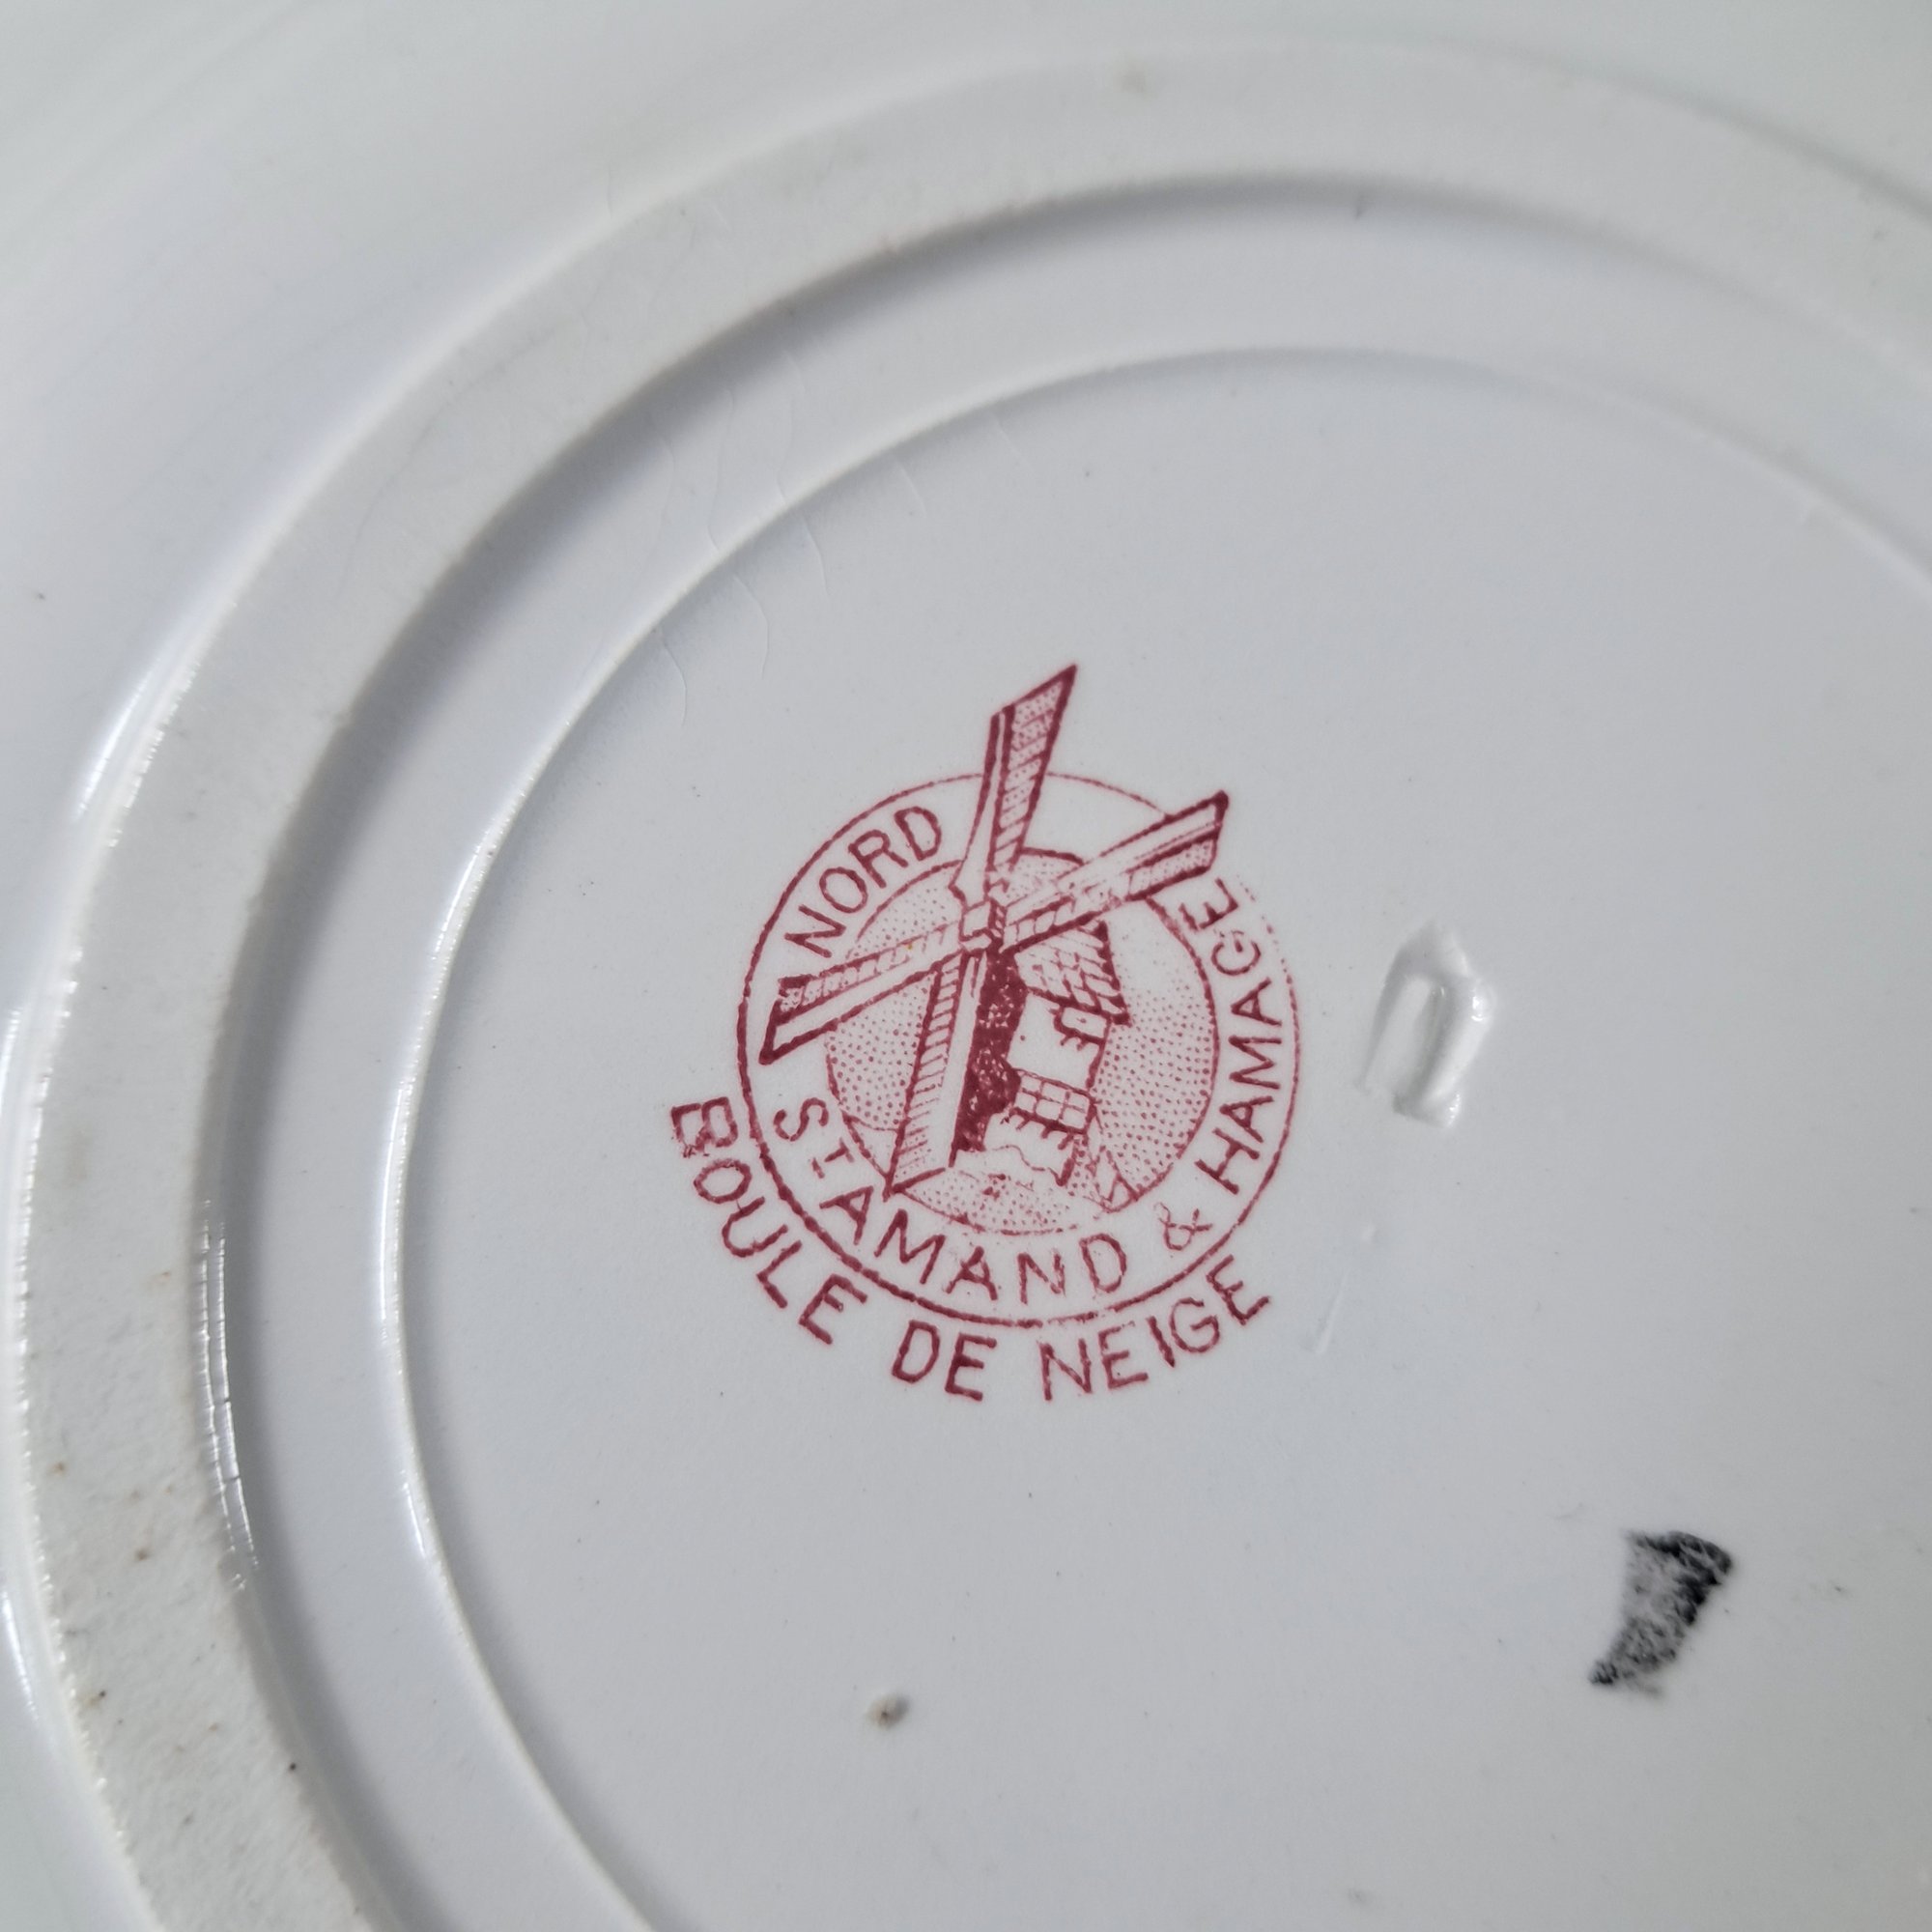 NORD
ST AMAND & HAMAGE
BOULE DE NEIGE